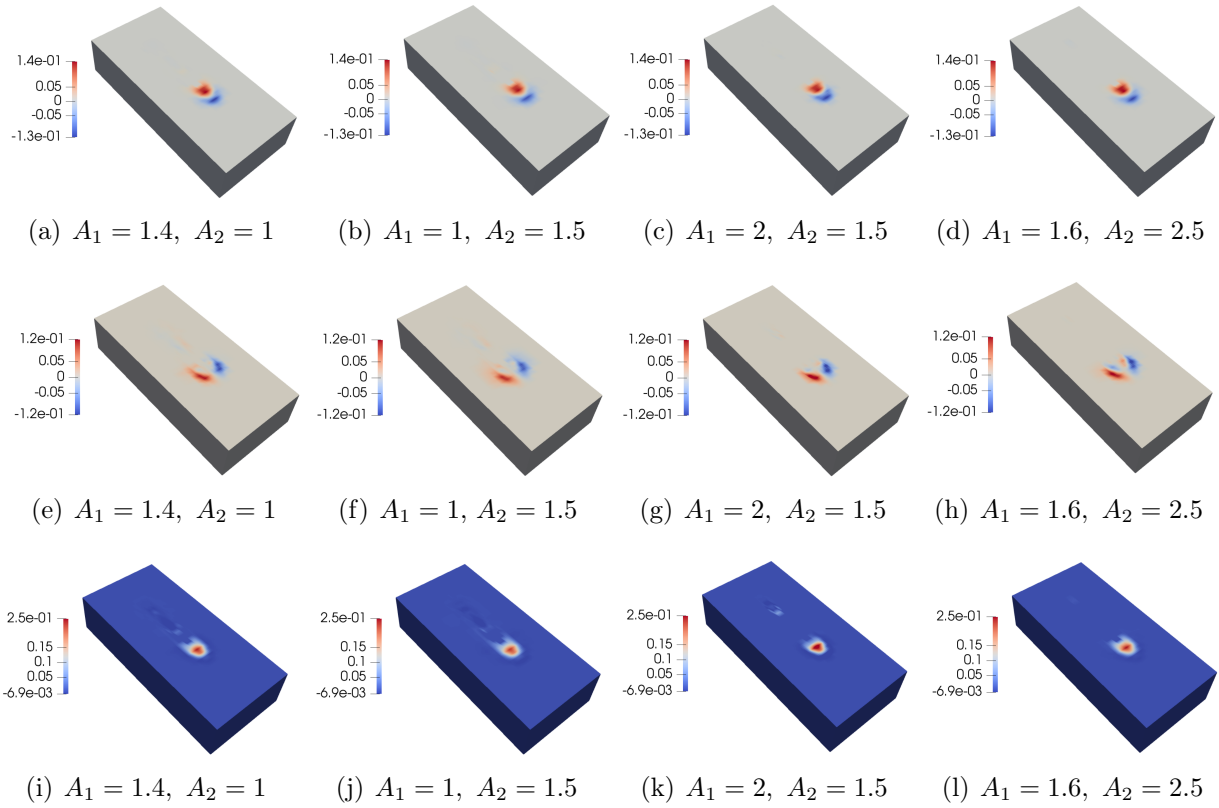 1.4e-01 1.4e-01 1.4e-01 1.4e-01
0.05 0.05 0.05 0.05
0 0 0 0
-0.05 -0.05 -0.05 -0.05
-1.3e-01 -1.3e-01 -1.3e-01 -1.3e-01
(a) A₁ = 1.4, A₂ = 1 (b) A₁ = 1, A₂ = 1.5 (c) A₁ = 2, A₂ = 1.5 (d) A₁ = 1.6, A₂ = 2.5
1.2e-01 1.2e-01 1.2e-01 1.2e-01
0.05 0.05 0.05 0.05
0 0 0 0
-0.05 -0.05 -0.05 -0.05
-1.2e-01 -1.2e-01 -1.2e-01 -1.2e-01
(e) A₁ = 1.4, A₂ = 1 (f) A₁ = 1, A₂ = 1.5 (g) A₁ = 2, A₂ = 1.5 (h) A₁ = 1.6, A₂ = 2.5
2.5e-01 2.5e-01 2.5e-01 2.5e-01
0.15 0.15 0.15 0.15
0.1 0.1 0.1 0.1
0.05 0.05 0.05 0.05
-6.9e-03 -6.9e-03 -6.9e-03 -6.9e-03
(i) A₁ = 1.4, A₂ = 1 (j) A₁ = 1, A₂ = 1.5 (k) A₁ = 2, A₂ = 1.5 (l) A₁ = 1.6, A₂ = 2.5